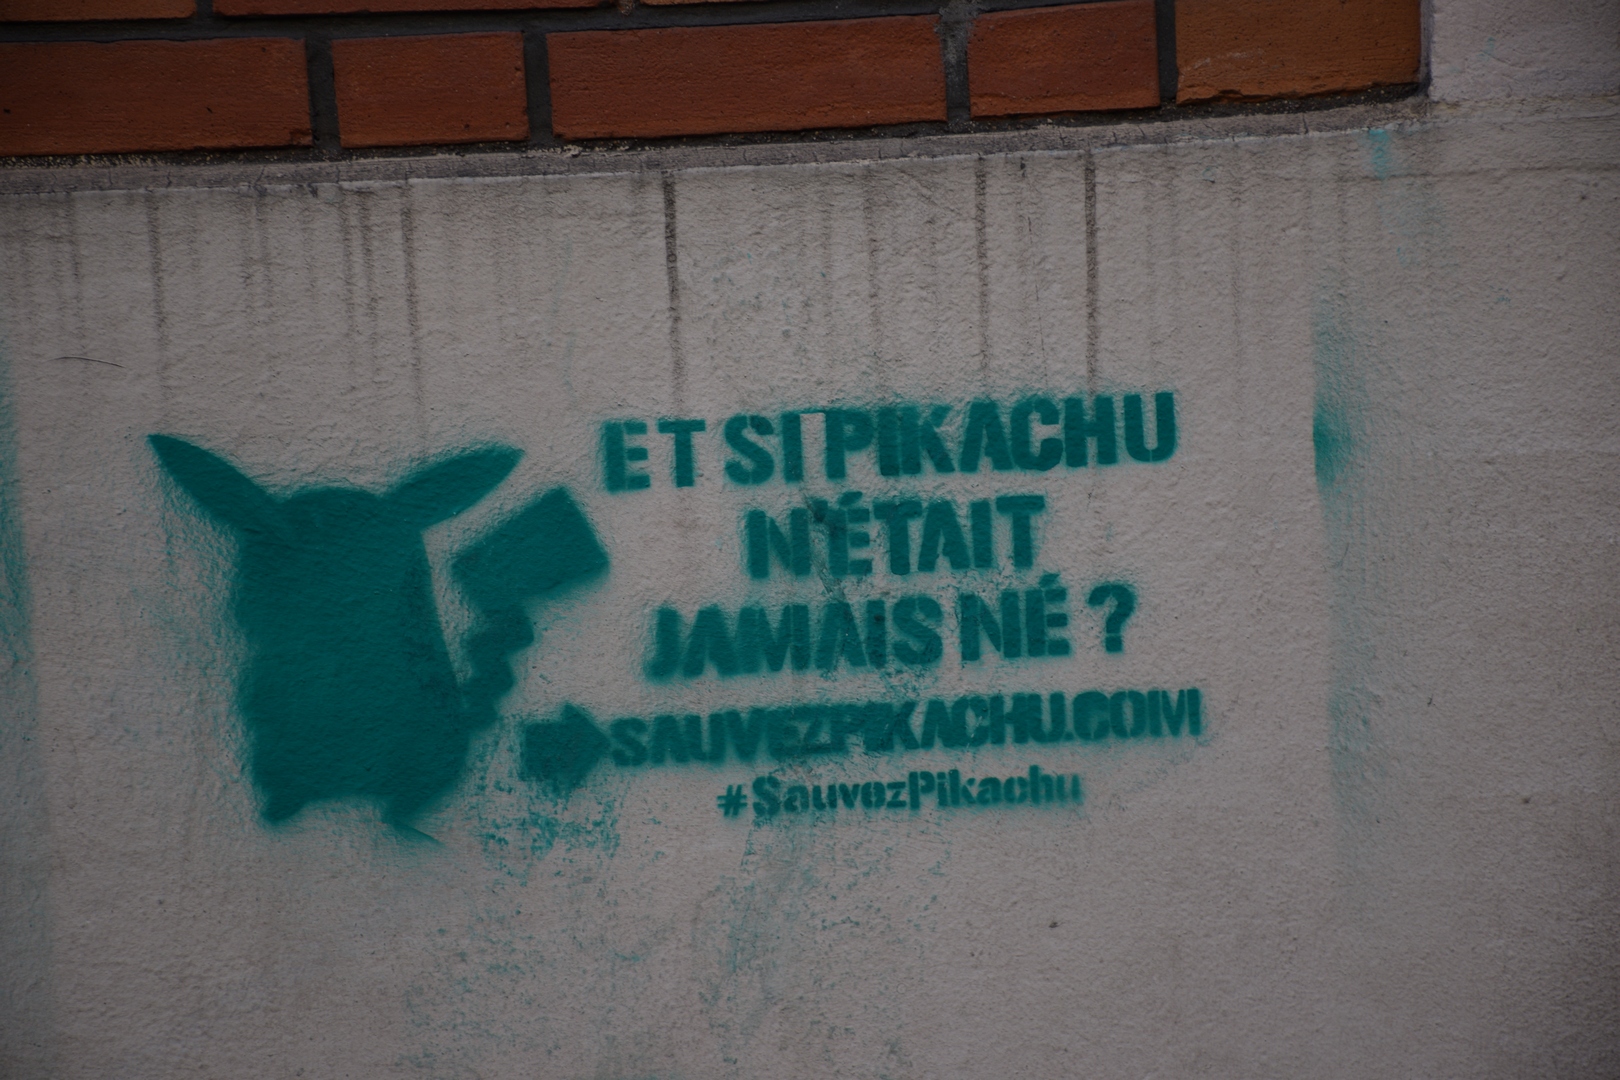 ET SI PIKACHU
N'ÉTAIT
JAMAIS NÉ ?
SAUVEZPIKACHU.COM
#SauvezPikachu